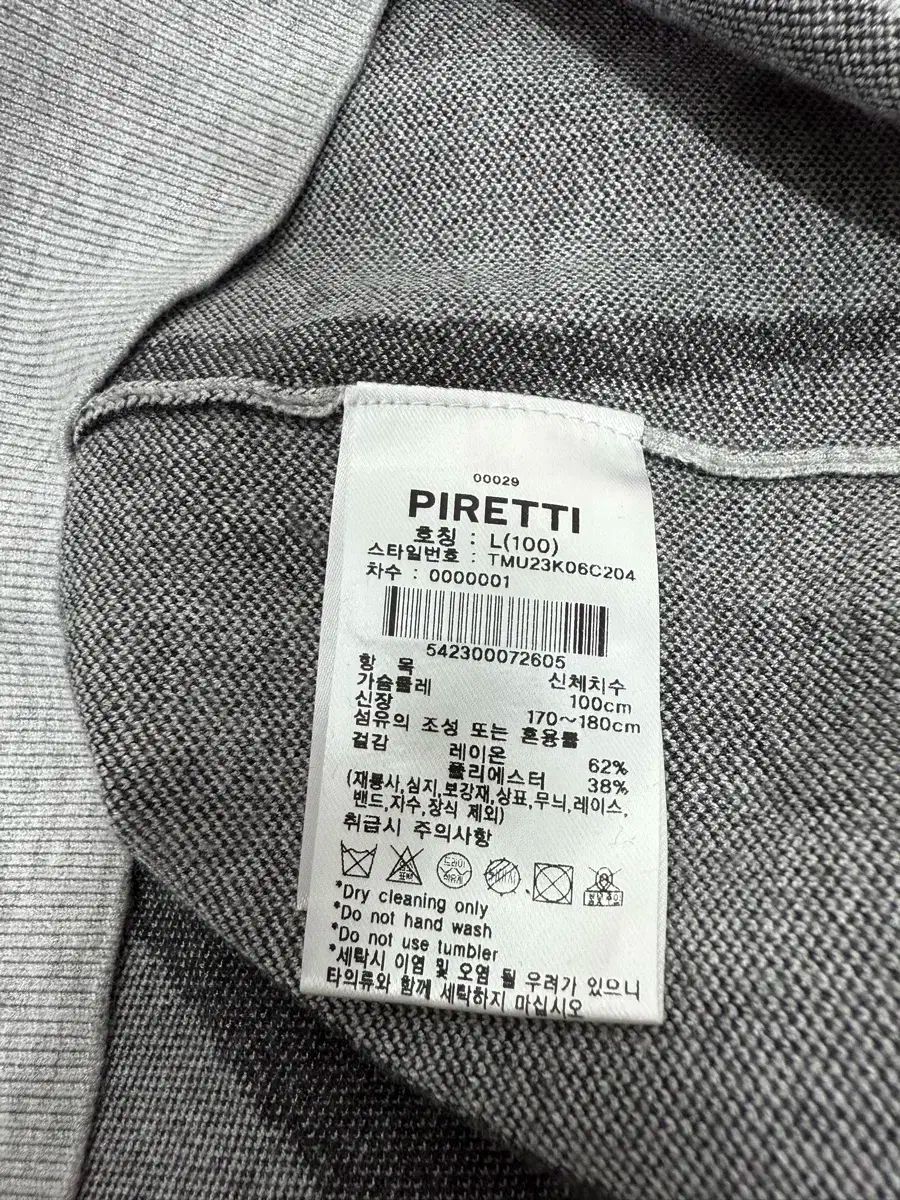 00029
PIRETTI
호칭 : L(100)
스타일번호 : TMU23K06C204
차수 : 0000001
542300072605
항 목 신체치수
가슴둘레 100cm
신장 170~180cm
섬유의 조성 또는 혼용률
겉감 레이온 62%
폴리에스터 38%
(재봉사,심지,보강재,상표,무늬,레이스,
밴드,자수,장식 제외)
취급시 주의사항
드라이
*Dry cleaning only
*Do not hand wash
*Do not use tumbler
*세탁시 이염 및 오염 될 우려가 있으니
타의류와 함께 세탁하지 마십시오